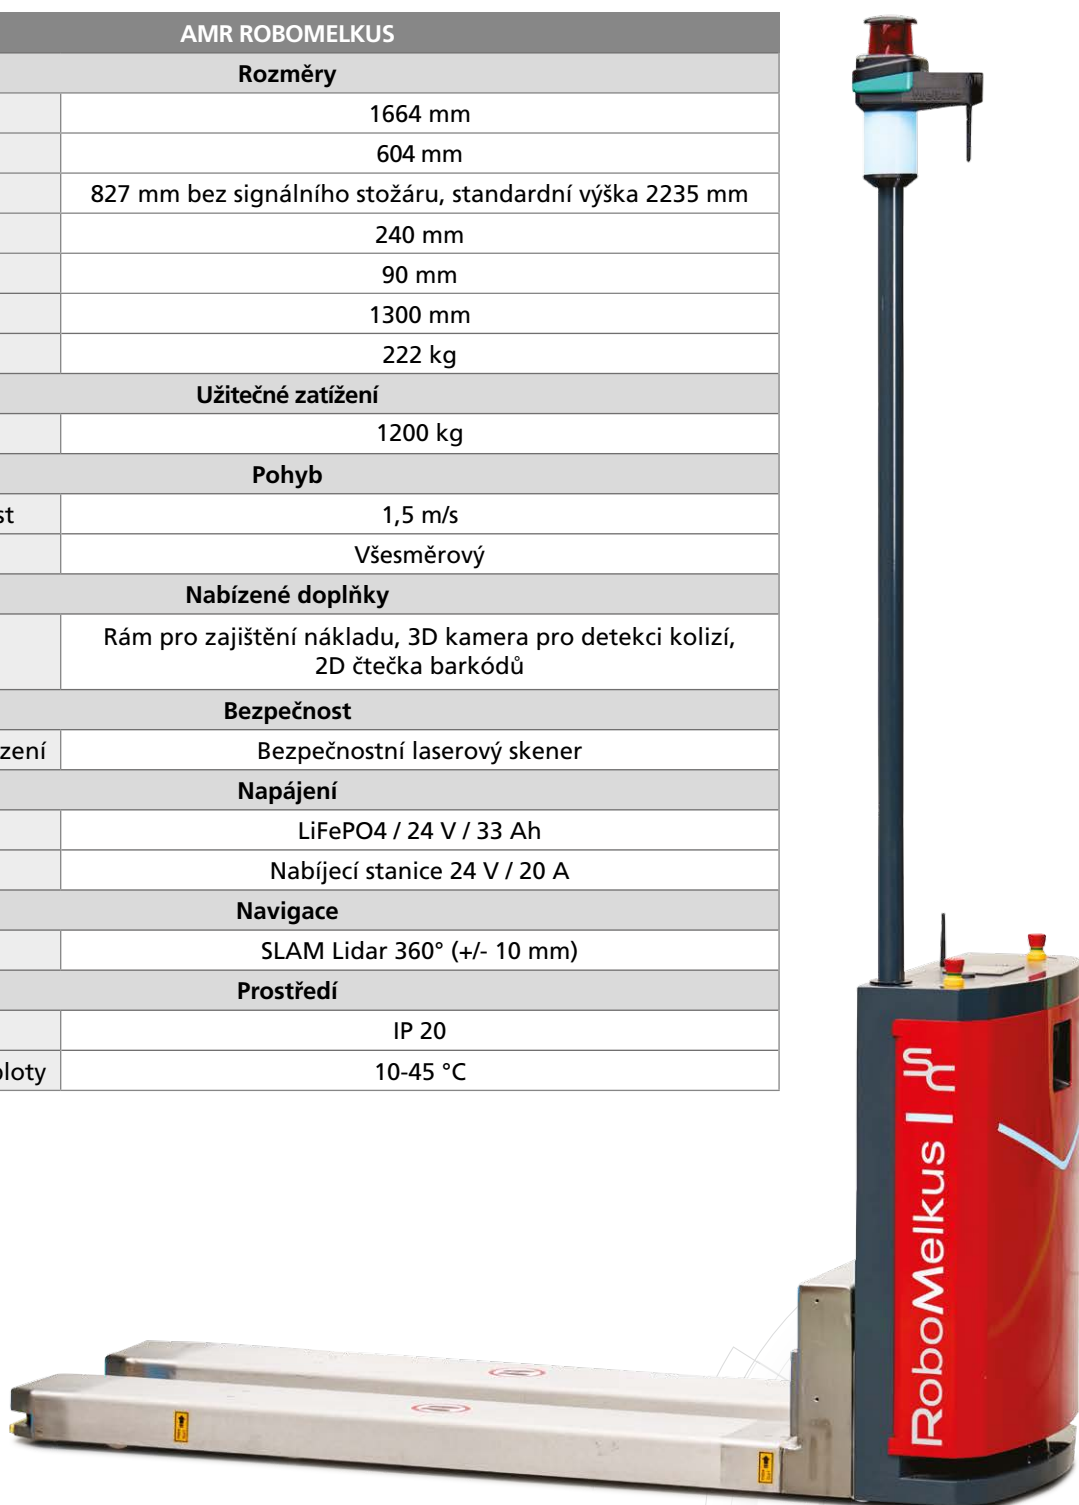 AMR ROBOMELKUS
Rozměry
1664 mm
604 mm
827 mm bez signálního stožáru, standardní výška 2235 mm
240 mm
90 mm
1300 mm
222 kg
Užitečné zatížení
1200 kg
Pohyb
st 1,5 m/s
Všesměrový
Nabízené doplňky
Rám pro zajištění nákladu, 3D kamera pro detekci kolizí,
2D čtečka barkódů
Bezpečnost
zení Bezpečnostní laserový skener
Napájení
LiFePO4 / 24 V / 33 Ah
Nabíjecí stanice 24 V / 20 A
Navigace
SLAM Lidar 360° (+/- 10 mm)
Prostředí
IP 20
loty 10-45 °C
RoboMelkus